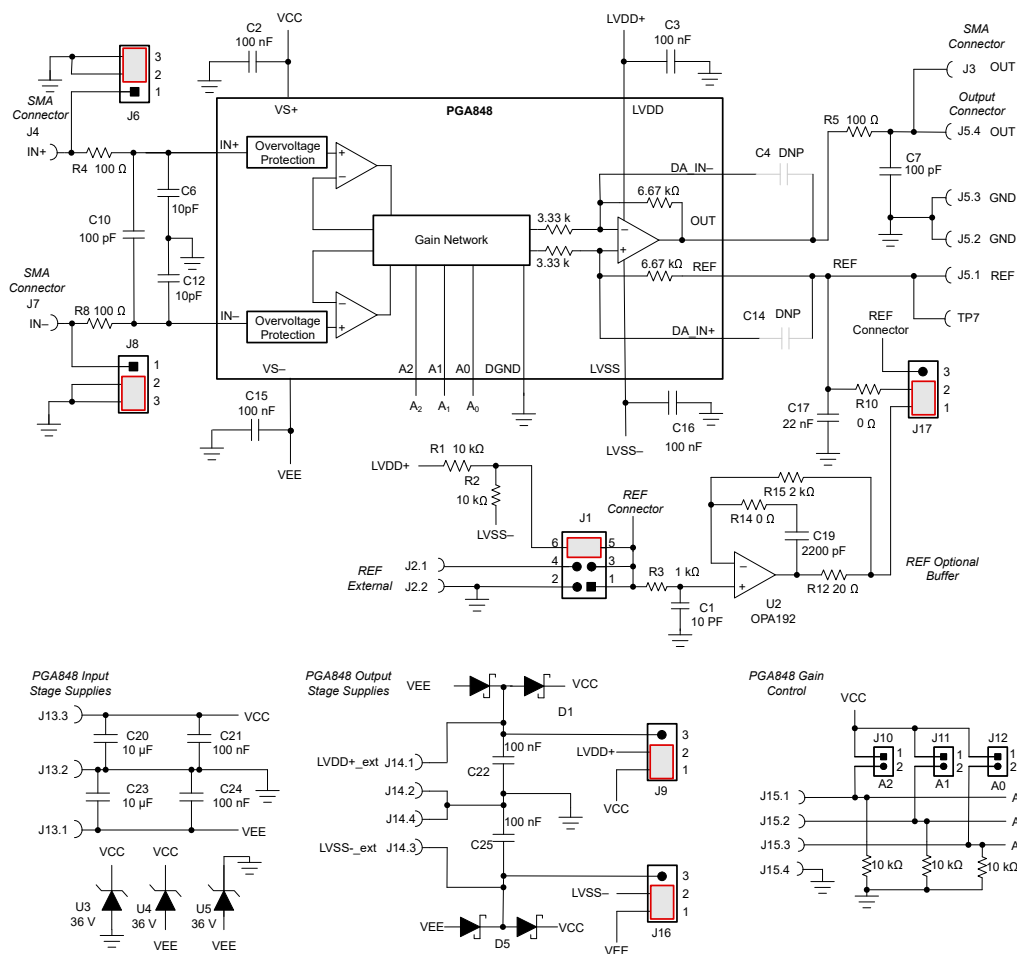 VCC
C2
100 nF
LVDD+
C3
100 nF
SMA
Connector
J3 OUT
3
2
1
J6
SMA
Connector
J4
IN+
R4 100 Ω
VS+
PGA848
LVDD
Output
Connector
R5 100 Ω
J5.4 OUT
C7
100 pF
J5.3 GND
J5.2 GND
IN+
Overvoltage
Protection
+
−
C4 DNP
DA_IN−
6.67 kΩ
OUT
C6
10pF
C10
100 pF
C12
10pF
Gain Network
3.33 k
3.33 k
−
+
6.67 kΩ
REF
REF
J5.1 REF
SMA
Connector
J7
IN−
R8 100 Ω
IN−
Overvoltage
Protection
−
+
DA_IN+
C14 DNP
TP7
J8
1
2
3
VS−
A2
A1
A0
DGND
LVSS
REF
Connector
3
2
1
J17
R10
0 Ω
C17
22 nF
C15
100 nF
VEE
A2
A1
A0
C16
100 nF
LVSS−
R1 10 kΩ
LVDD+
R2
10 kΩ
LVSS−
REF
Connector
J1
6 5
4 3
2 1
REF
External
J2.1
J2.2
R3 1 kΩ
C1
10 PF
R15 2 kΩ
R14 0 Ω
C19
2200 pF
−
+
R12 20 Ω
U2
OPA192
REF Optional
Buffer
PGA848 Input
Stage Supplies
J13.3
VCC
C20
10 µF
C21
100 nF
J13.2
C23
10 µF
C24
100 nF
J13.1
VEE
VCC
VCC
U3
36 V
U4
36 V
U5
36 V
VEE
VEE
PGA848 Output
Stage Supplies
VEE
VCC
D1
LVDD+_ext J14.1
100 nF
C22
J14.2
J14.4
100 nF
C25
LVSS-_ext J14.3
LVDD+
3
2
1
VCC
J9
LVSS−
3
2
1
VEE
J16
VEE
VCC
D5
PGA848 Gain
Control
VCC
J10
J11
J12
1
2
1
2
1
2
A2
A1
A0
J15.1
A
J15.2
A
J15.3
A
J15.4
10 kΩ
10 kΩ
10 kΩ